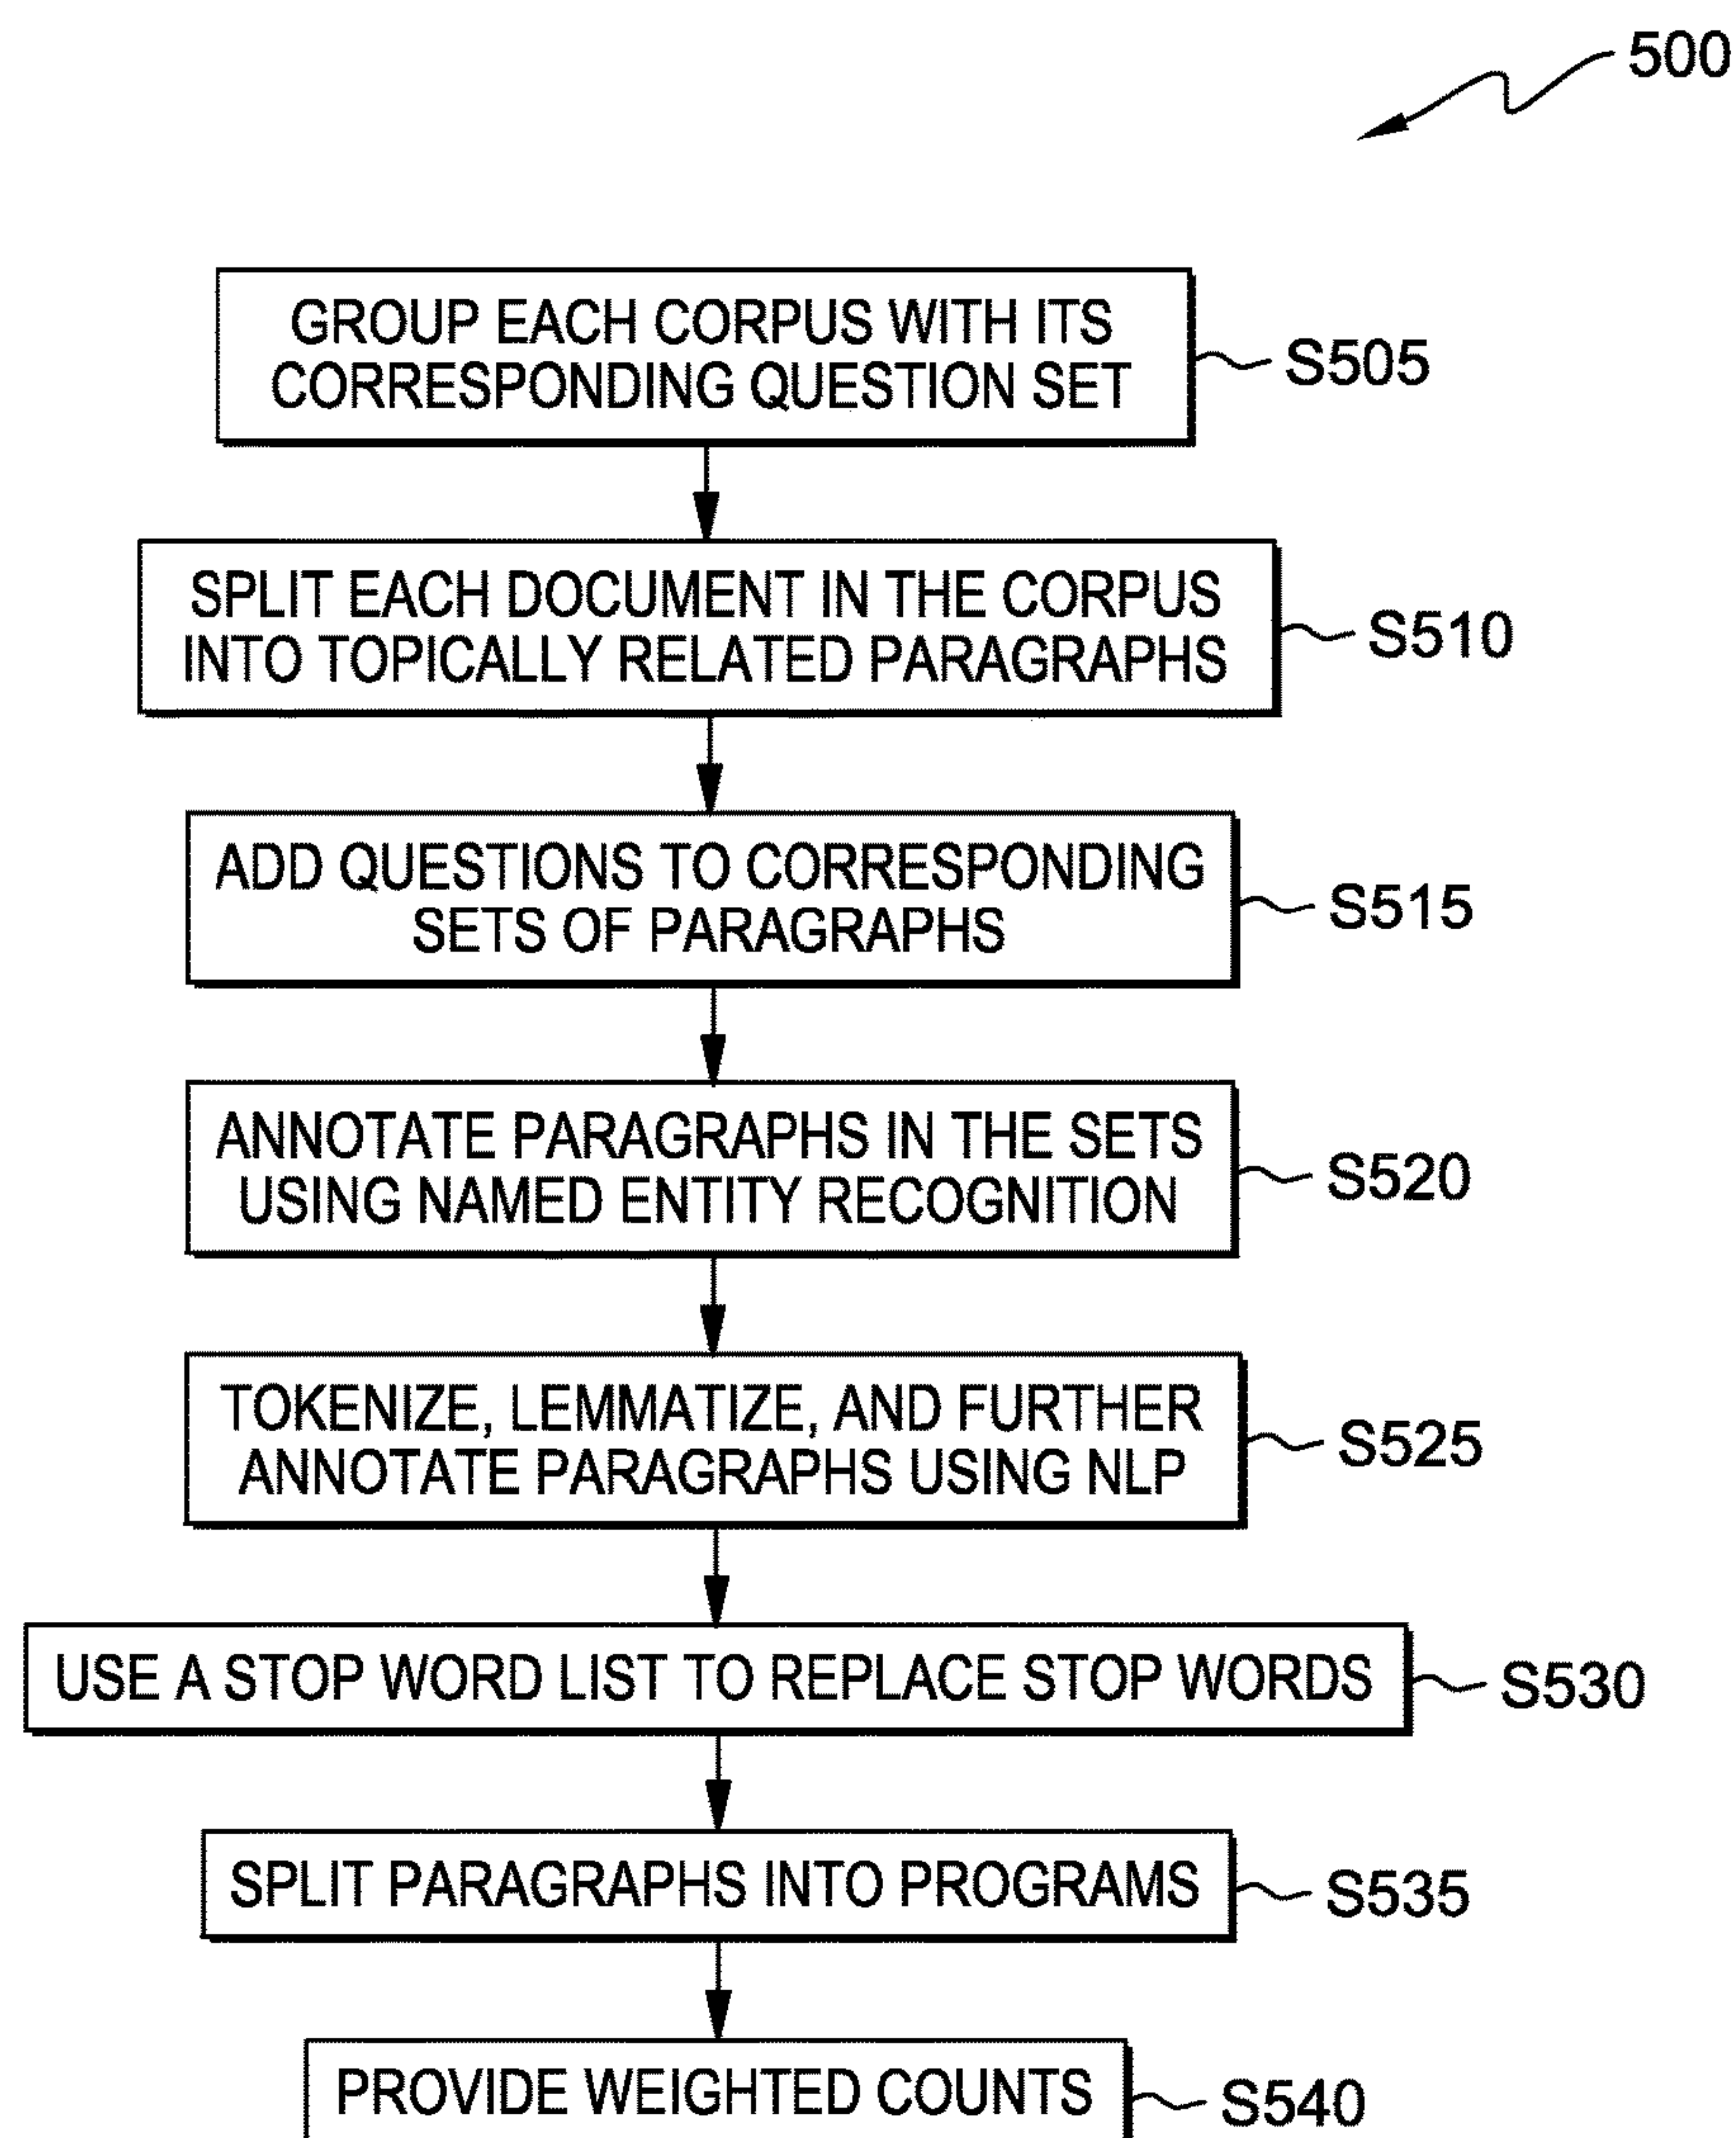 500
GROUP EACH CORPUS WITH ITS
CORRESPONDING QUESTION SET
S505
SPLIT EACH DOCUMENT IN THE CORPUS
INTO TOPICALLY RELATED PARAGRAPHS
S510
ADD QUESTIONS TO CORRESPONDING
SETS OF PARAGRAPHS
S515
ANNOTATE PARAGRAPHS IN THE SETS
USING NAMED ENTITY RECOGNITION
S520
TOKENIZE, LEMMATIZE, AND FURTHER
ANNOTATE PARAGRAPHS USING NLP
S525
USE A STOP WORD LIST TO REPLACE STOP WORDS
S530
SPLIT PARAGRAPHS INTO PROGRAMS
S535
PROVIDE WEIGHTED COUNTS
S540